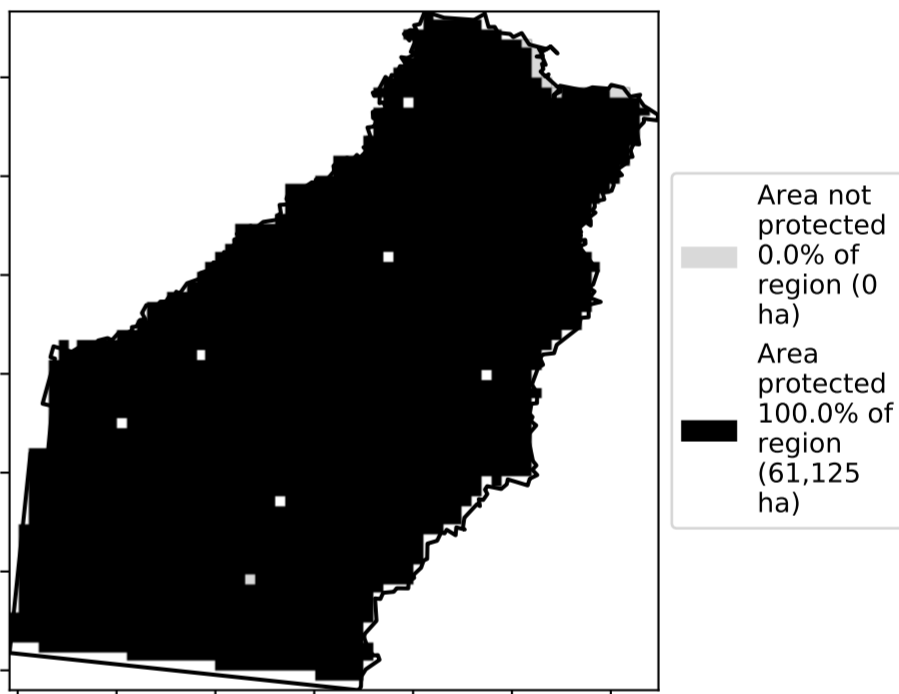 Area not
protected
0.0% of
region (0
ha)
Area
protected
100.0% of
region
(61,125
ha)